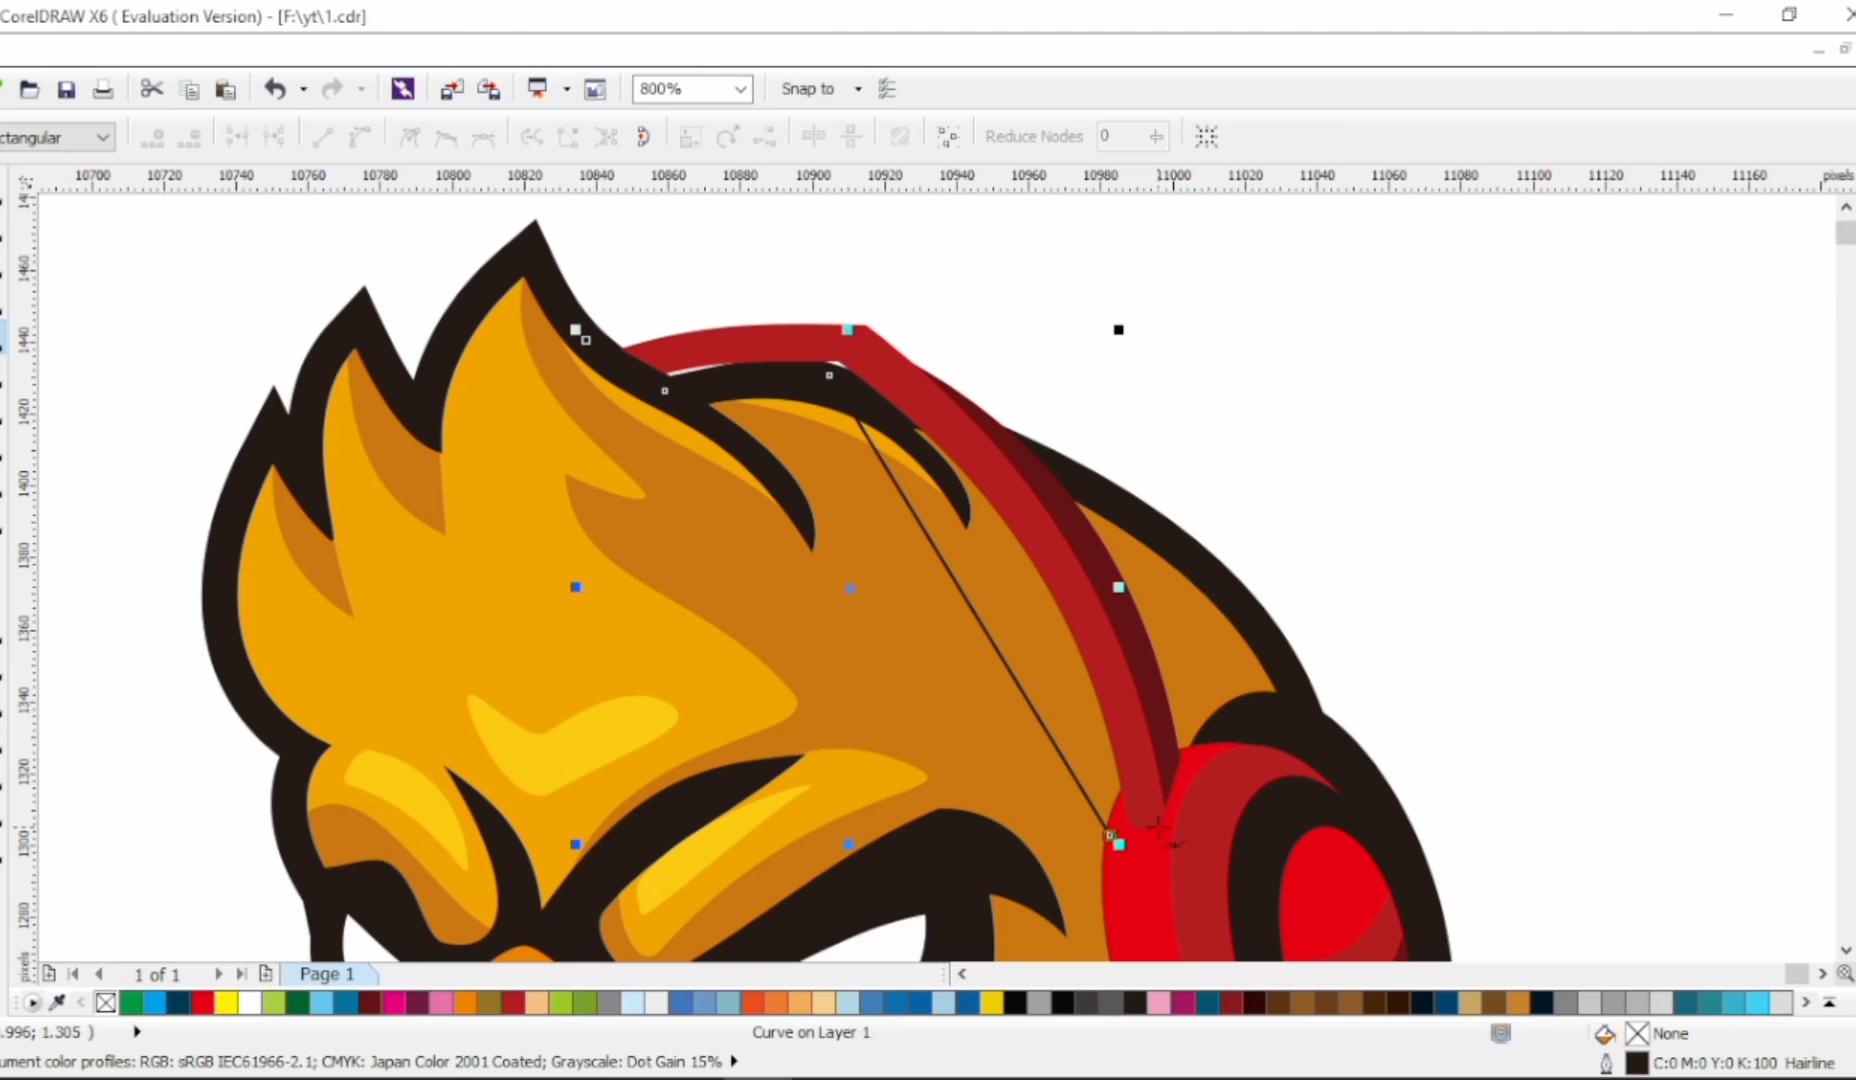 CorelDRAW X6 ( Evaluation Version) - [F:\yt\1.cdr]
800%
Snap to
ctangular
Reduce Nodes 0
10700 10720 10740 10760 10780 10800 10820 10840 10860 10880 10900 10920 10940 10960 10980 11000 11020 11040 11060 11080 11100 11120 11140 11160 pixels
1460
1440
1420
1400
1380
1360
1340
1320
1300
1280
pixels
1 of 1
Page 1
.996; 1.305 )
Curve on Layer 1
None
ument color profiles: RGB: sRGB IEC61966-2.1; CMYK: Japan Color 2001 Coated; Grayscale: Dot Gain 15%
C:0 M:0 Y:0 K:100 Hairline